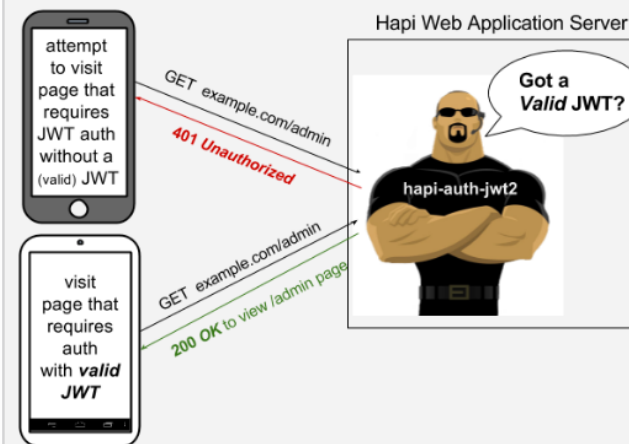 Hapi Web Application Server
attempt
to visit
page that
requires
JWT auth
without a
(valid) JWT
GET example.com/admin
401 Unauthorized
Got a
Valid JWT?
hapi-auth-jwt2
visit
page that
requires
auth
with valid
JWT
GET example.com/admin
200 OK to view /admin page